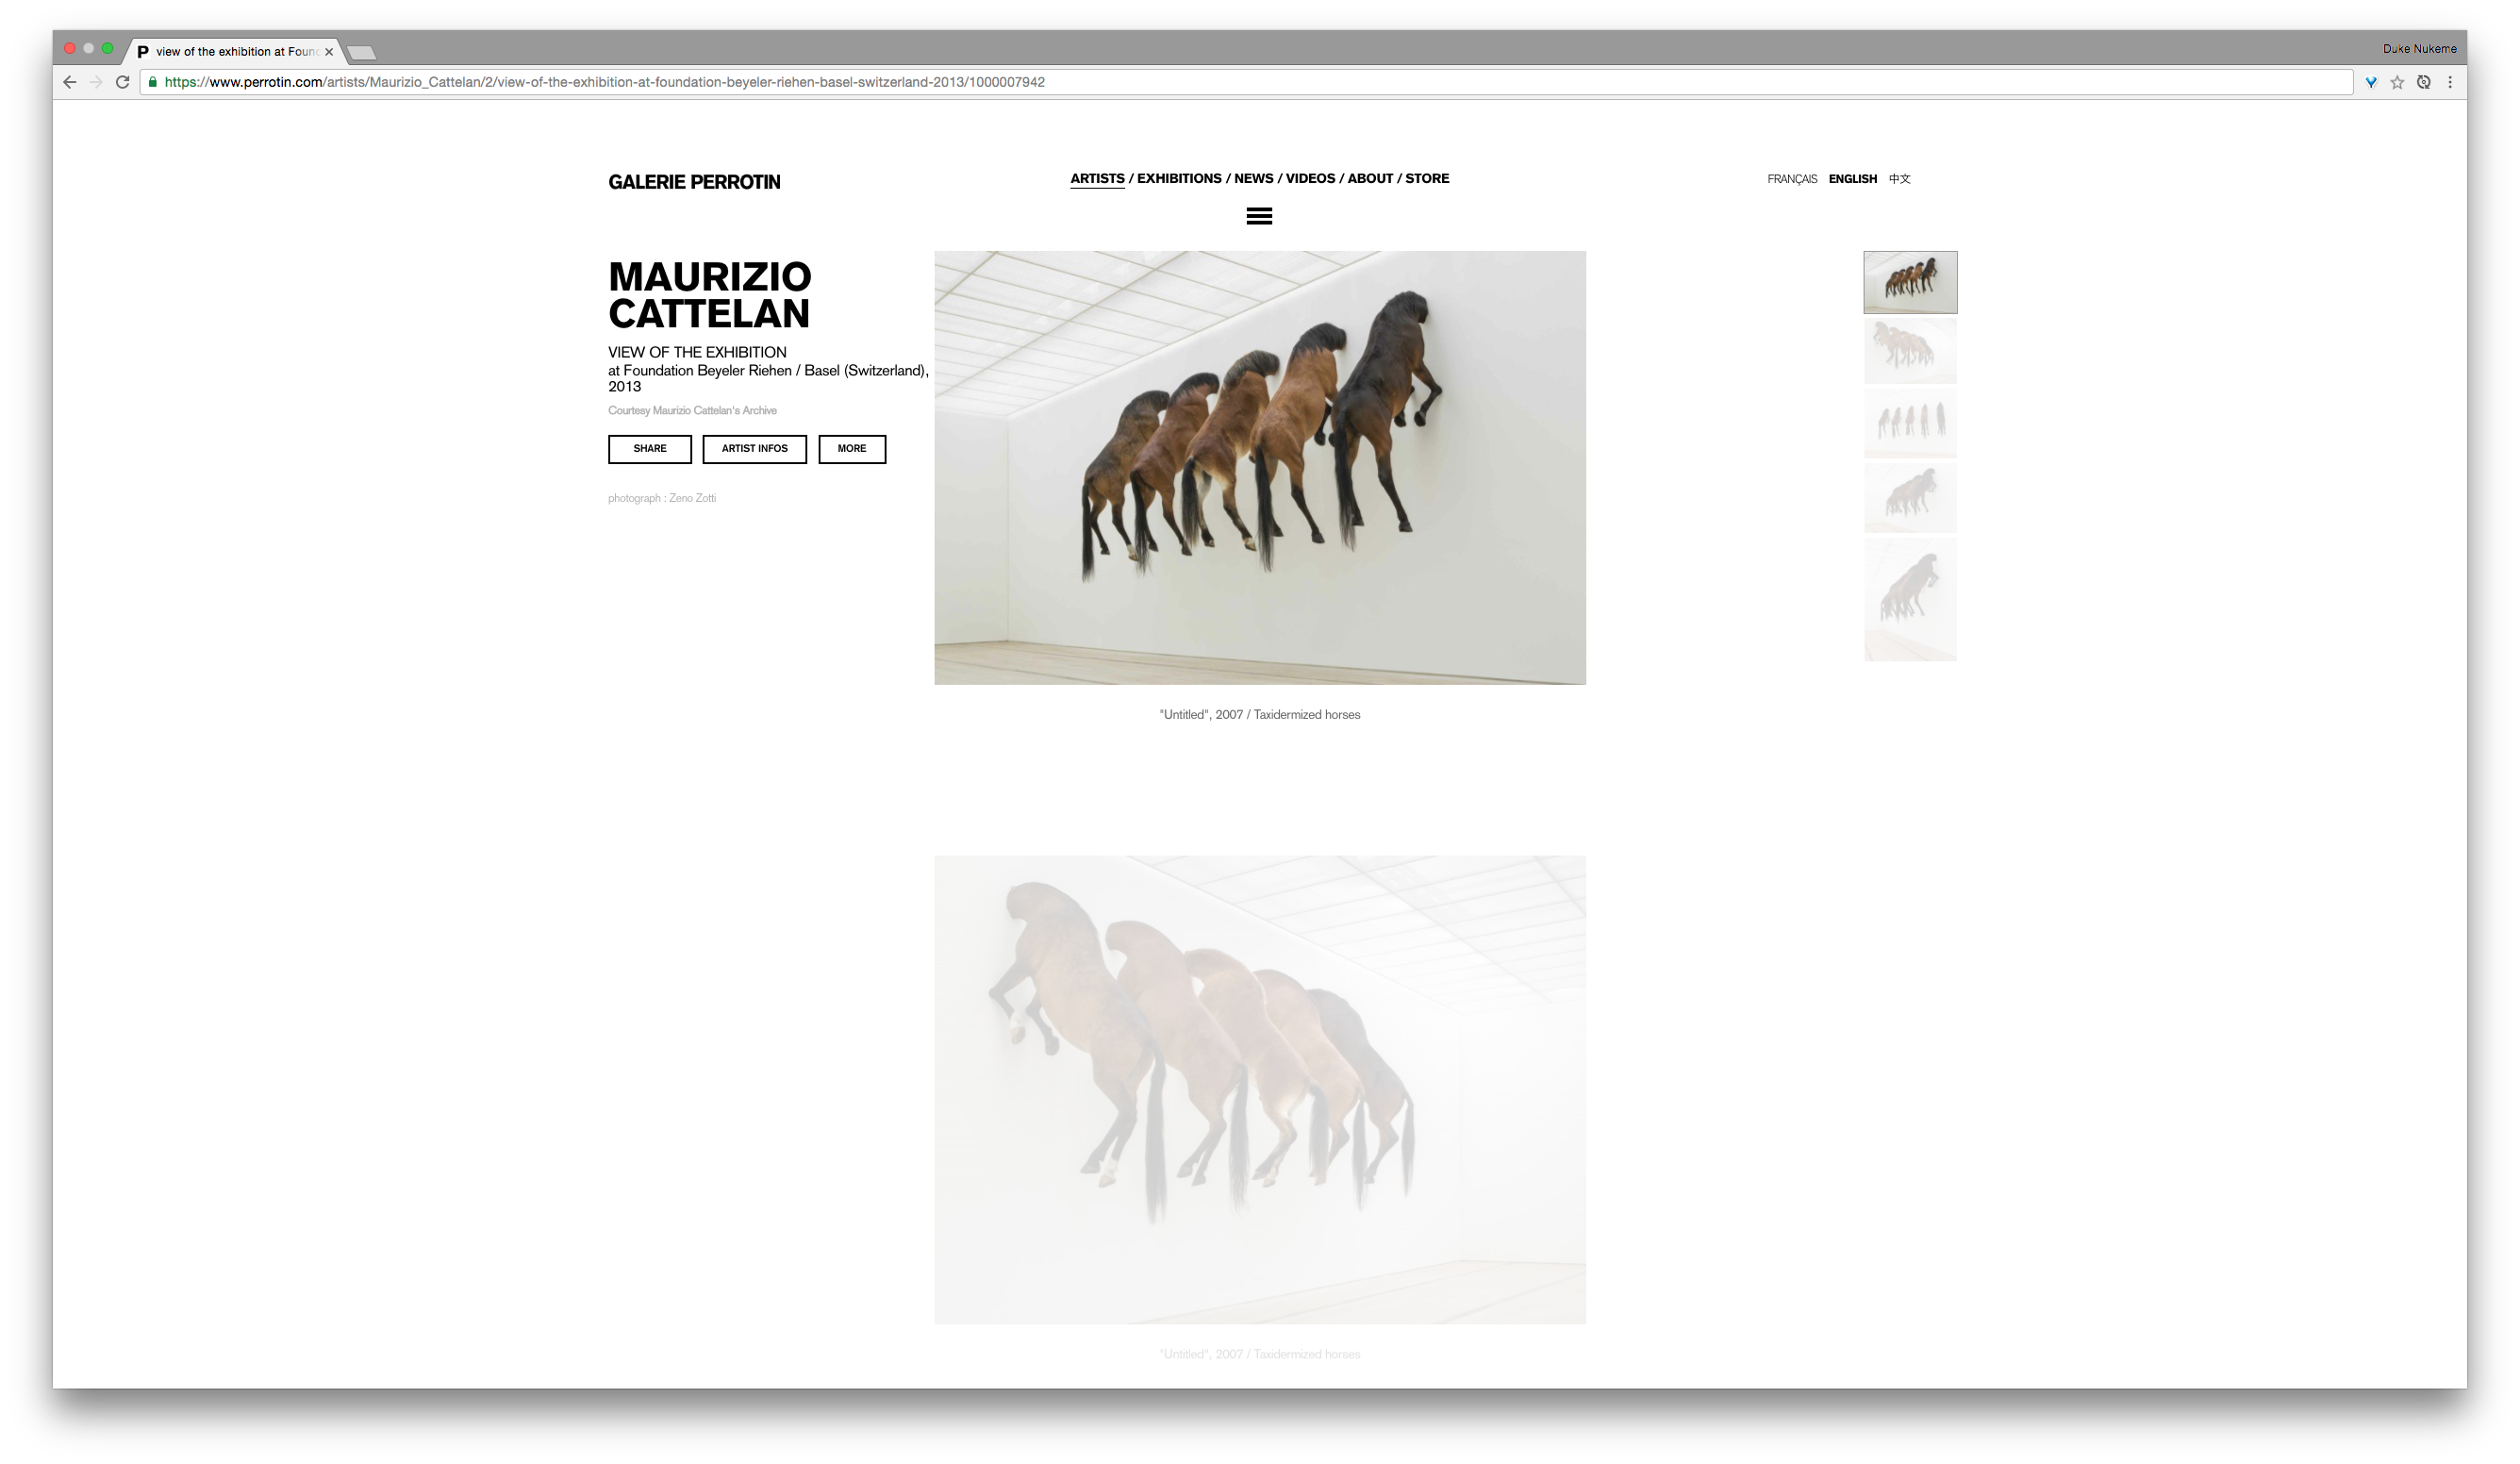 view of the exhibition at Foun
Duke Nukeme
https://www.perrotin.com/artists/Maurizio_Cattelan/2/view-of-the-exhibition-at-foundation-beyeler-riehen-basel-switzerland-2013/1000007942
GALERIE PERROTIN
ARTISTS / EXHIBITIONS / NEWS / VIDEOS / ABOUT / STORE
FRANÇAIS ENGLISH 中文
MAURIZIO
CATTELAN
VIEW OF THE EXHIBITION
at Foundation Beyeler Riehen / Basel (Switzerland),
2013
Courtesy Maurizio Cattelan's Archive
SHARE ARTIST INFOS MORE
photograph : Zeno Zotti
"Untitled", 2007 / Taxidermized horses
"Untitled", 2007 / Taxidermized horses